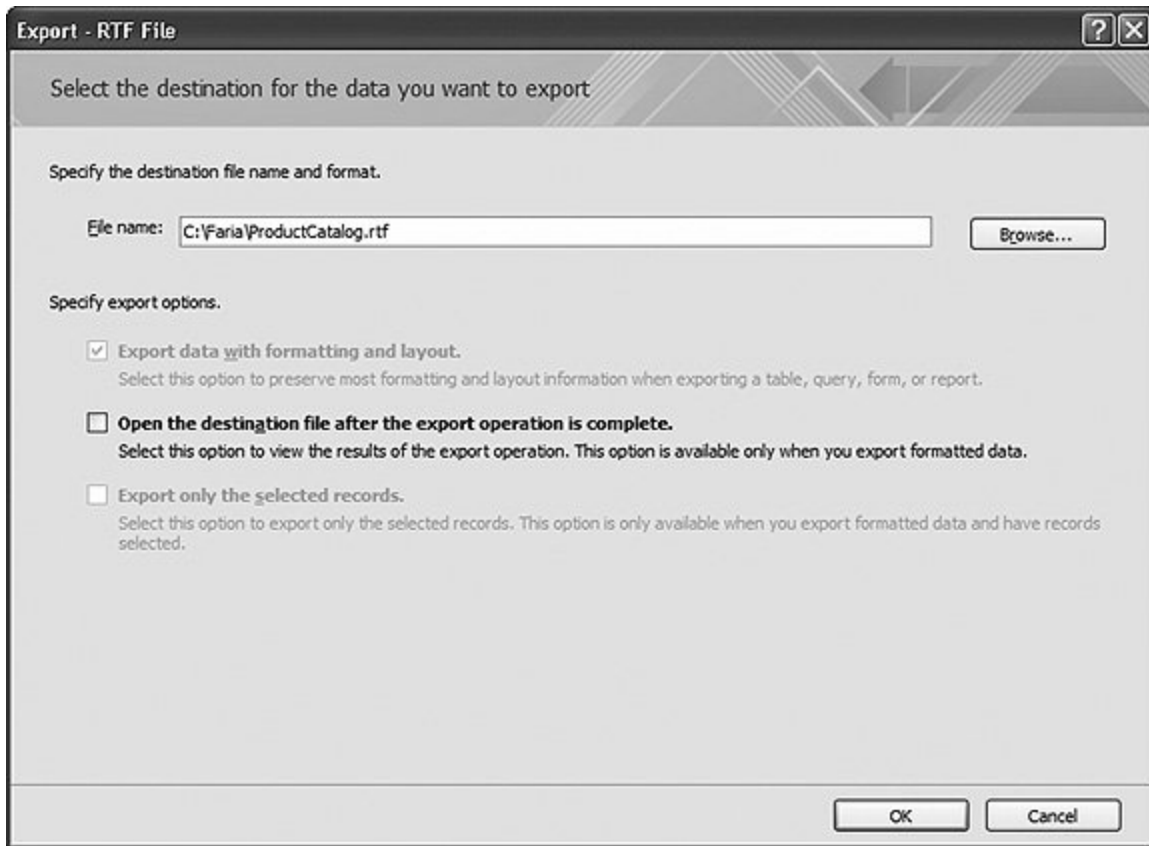 Export - RTF File
Select the destination for the data you want to export
Specify the destination file name and format.
File name: C:\Faria\ProductCatalog.rtf Browse...
Specify export options.
Export data with formatting and layout.
Select this option to preserve most formatting and layout information when exporting a table, query, form, or report.
Open the destination file after the export operation is complete.
Select this option to view the results of the export operation. This option is available only when you export formatted data.
Export only the selected records.
Select this option to export only the selected records. This option is only available when you export formatted data and have records
selected.
OK Cancel